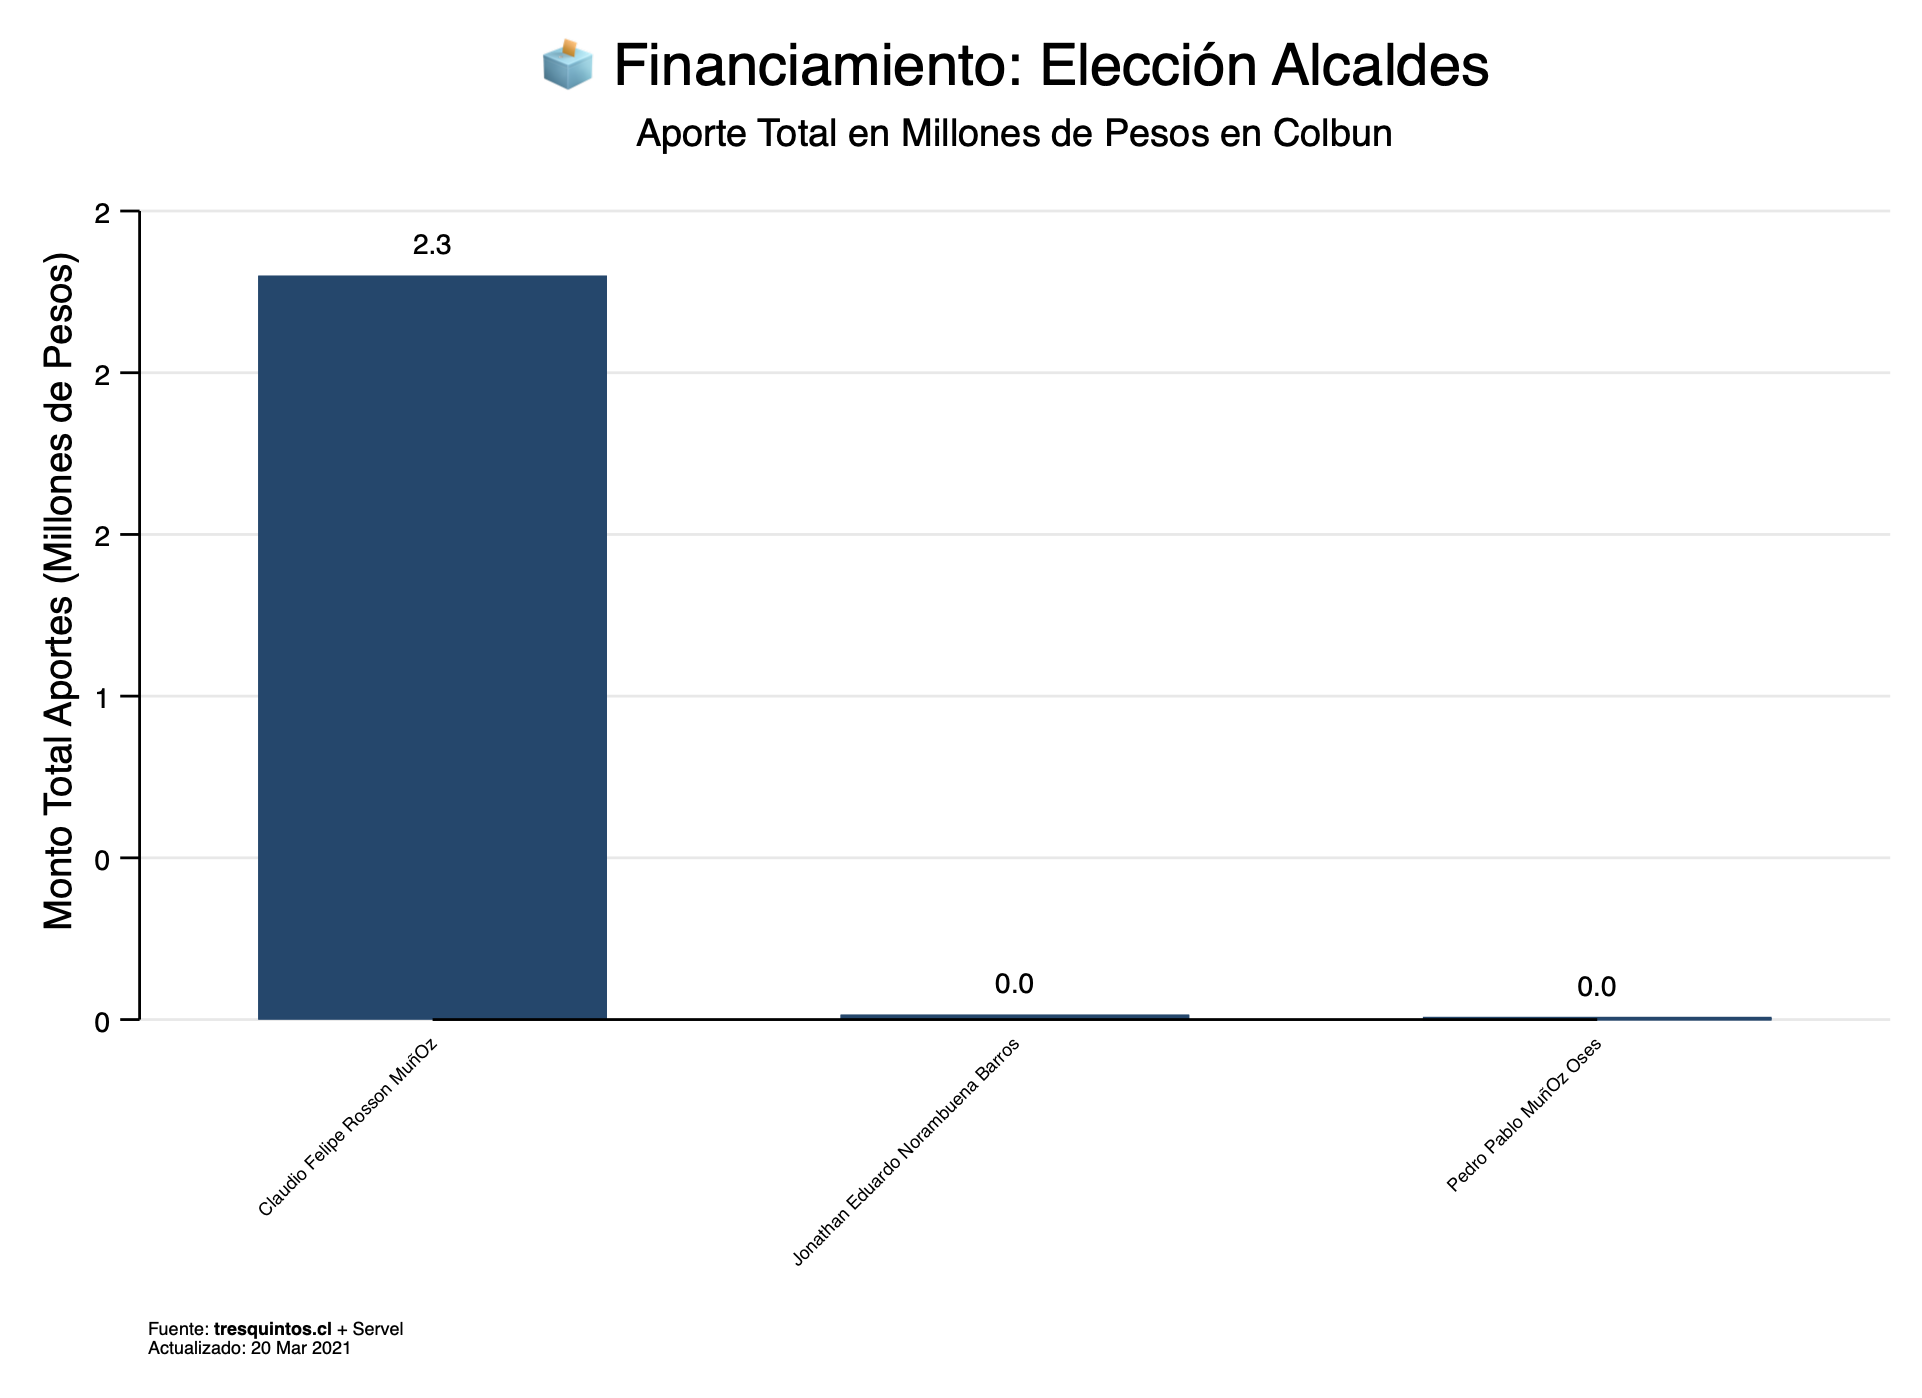 Financiamiento: Elección Alcaldes
Aporte Total en Millones de Pesos en Colbun
Monto Total Aportes (Millones de Pesos)
2
2
2
1
0
0
2.3
0.0
0.0
Claudio Felipe Rosson MuñOz
Jonathan Eduardo Norambuena Barros
Pedro Pablo MuñOz Oses
Fuente: tresquintos.cl + Servel
Actualizado: 20 Mar 2021